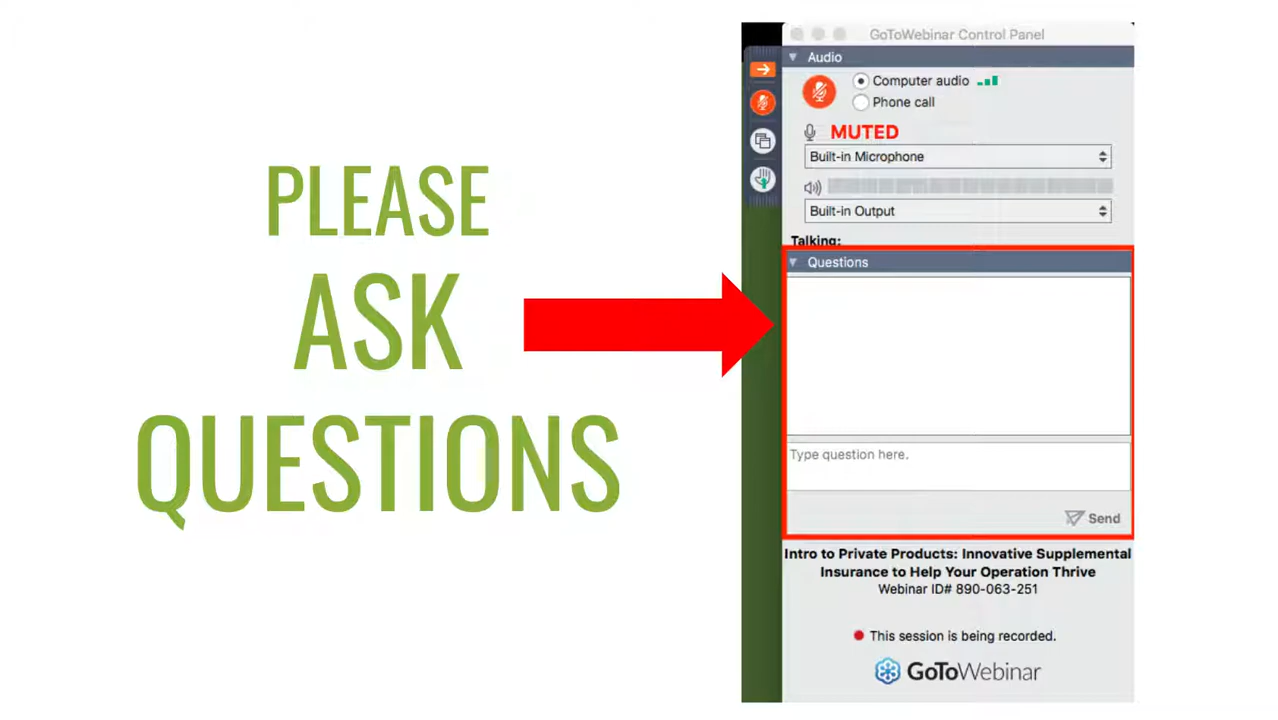 PLEASE
ASK
QUESTIONS
GoToWebinar Control Panel
Audio
Computer audio
Phone call
MUTED
Built-in Microphone
Built-in Output
Talking:
Questions
Type question here.
Send
Intro to Private Products: Innovative Supplemental
Insurance to Help Your Operation Thrive
Webinar ID# 890-063-251
This session is being recorded.
GoToWebinar